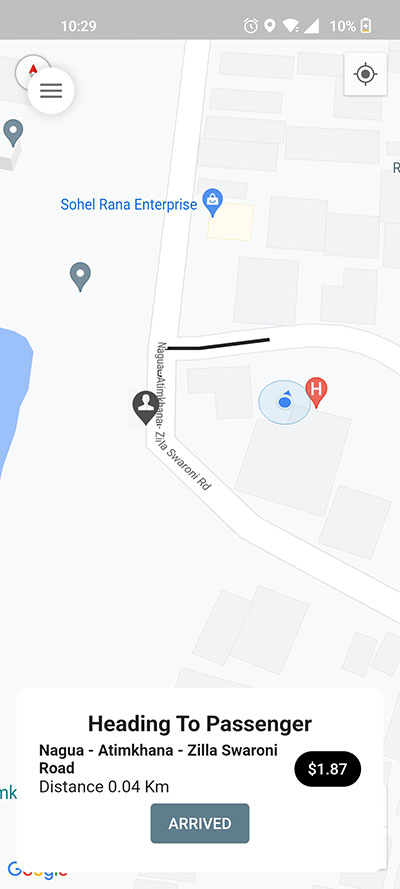 10:29
10%
R
Sohel Rana Enterprise
Nagua - Atimkhana - Zilla Swaroni Rd
H
Heading To Passenger
Nagua - Atimkhana - Zilla Swaroni
Road
$1.87
Distance 0.04 Km
mk
ARRIVED
Google